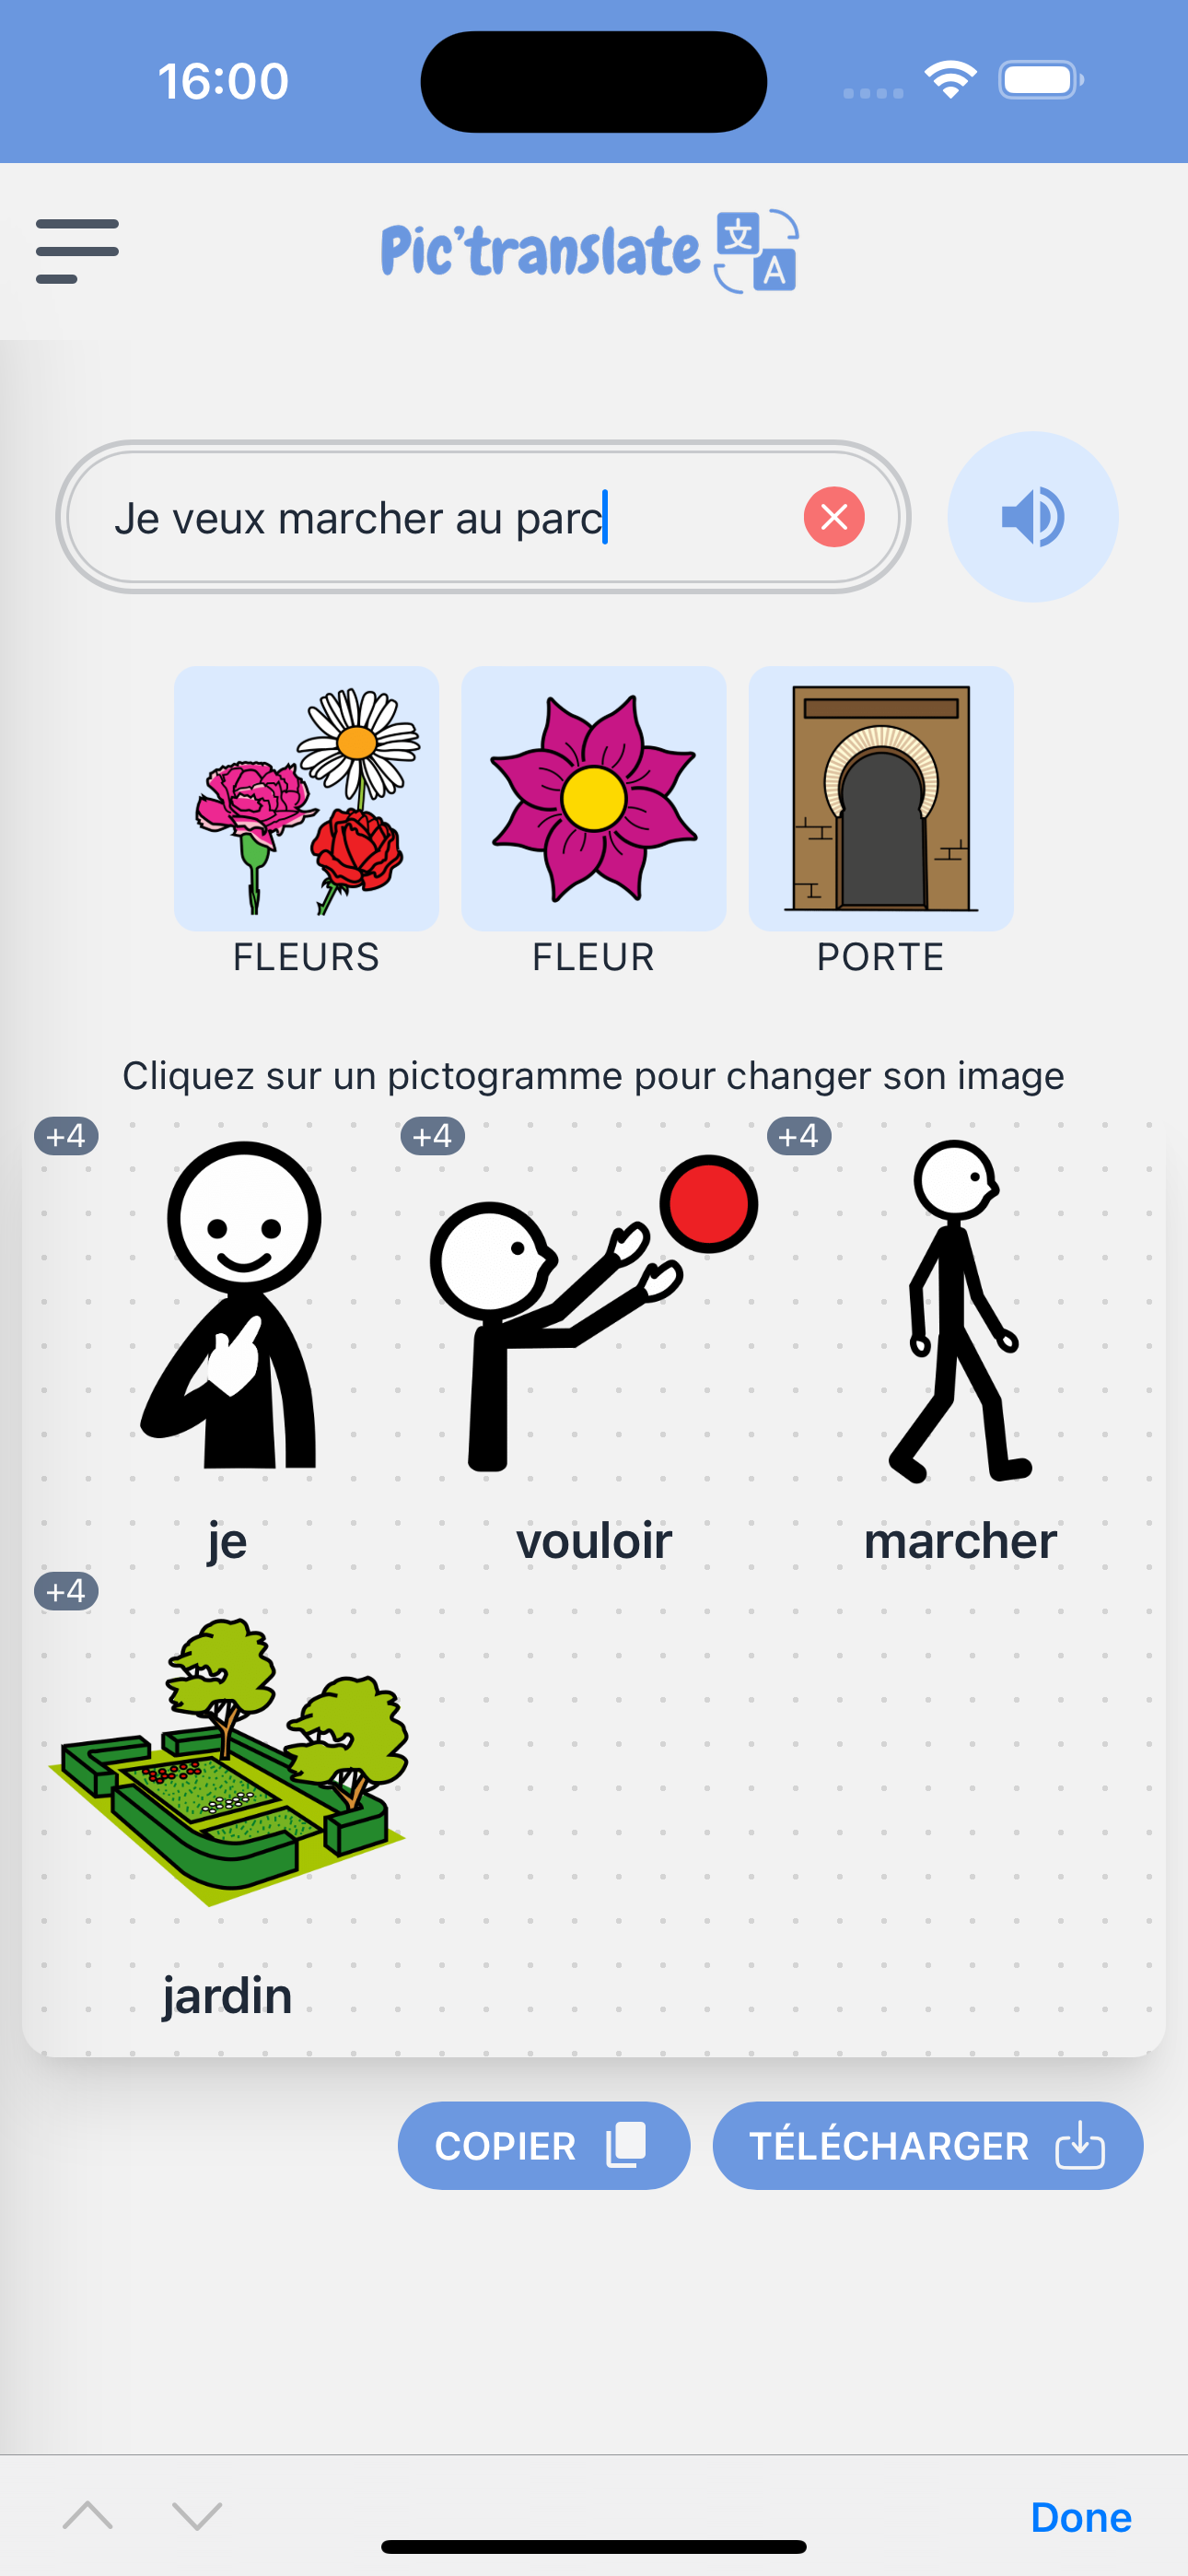 16:00
Pic'translate 文 A
Je veux marcher au parc
FLEURS FLEUR PORTE
Cliquez sur un pictogramme pour changer son image
+4 +4 +4
je vouloir marcher
+4
jardin
COPIER TÉLÉCHARGER
Done